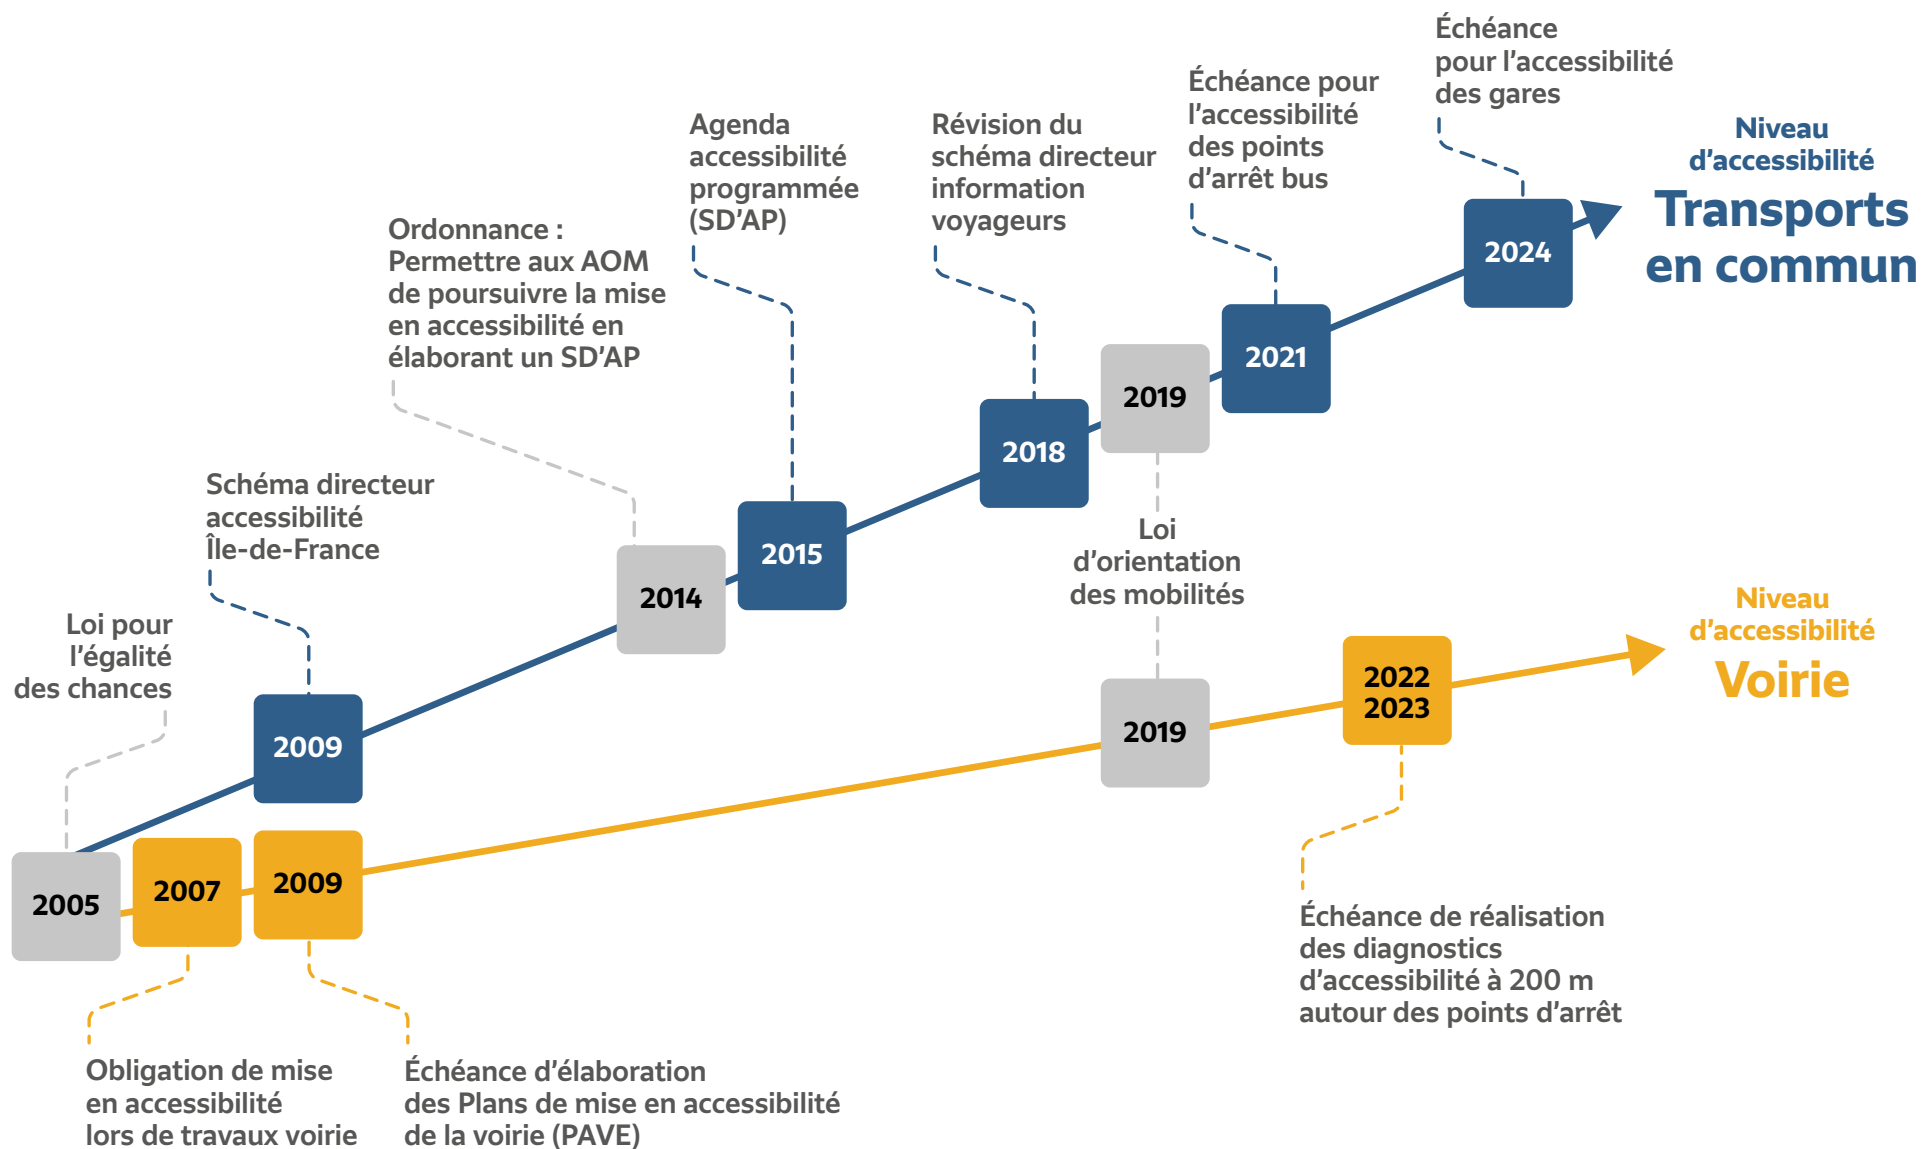 Échéance
pour l'accessibilité
des gares
Échéance pour
l'accessibilité
des points
d'arrêt bus
Niveau
d'accessibilité
Transports
en commun
Agenda
accessibilité
programmée
(SD'AP)
Révision du
schéma directeur
information
voyageurs
Ordonnance :
Permettre aux AOM
de poursuivre la mise
en accessibilité en
élaborant un SD'AP
2024
2021
2019
2018
Schéma directeur
accessibilité
Île-de-France
2015
2014
Loi
d'orientation
des mobilités
Loi pour
l'égalité
des chances
Niveau
d'accessibilité
Voirie
2022
2023
2019
2009
2005
2007
2009
Échéance de réalisation
des diagnostics
d'accessibilité à 200 m
autour des points d'arrêt
Obligation de mise
en accessibilité
lors de travaux voirie
Échéance d'élaboration
des Plans de mise en accessibilité
de la voirie (PAVE)